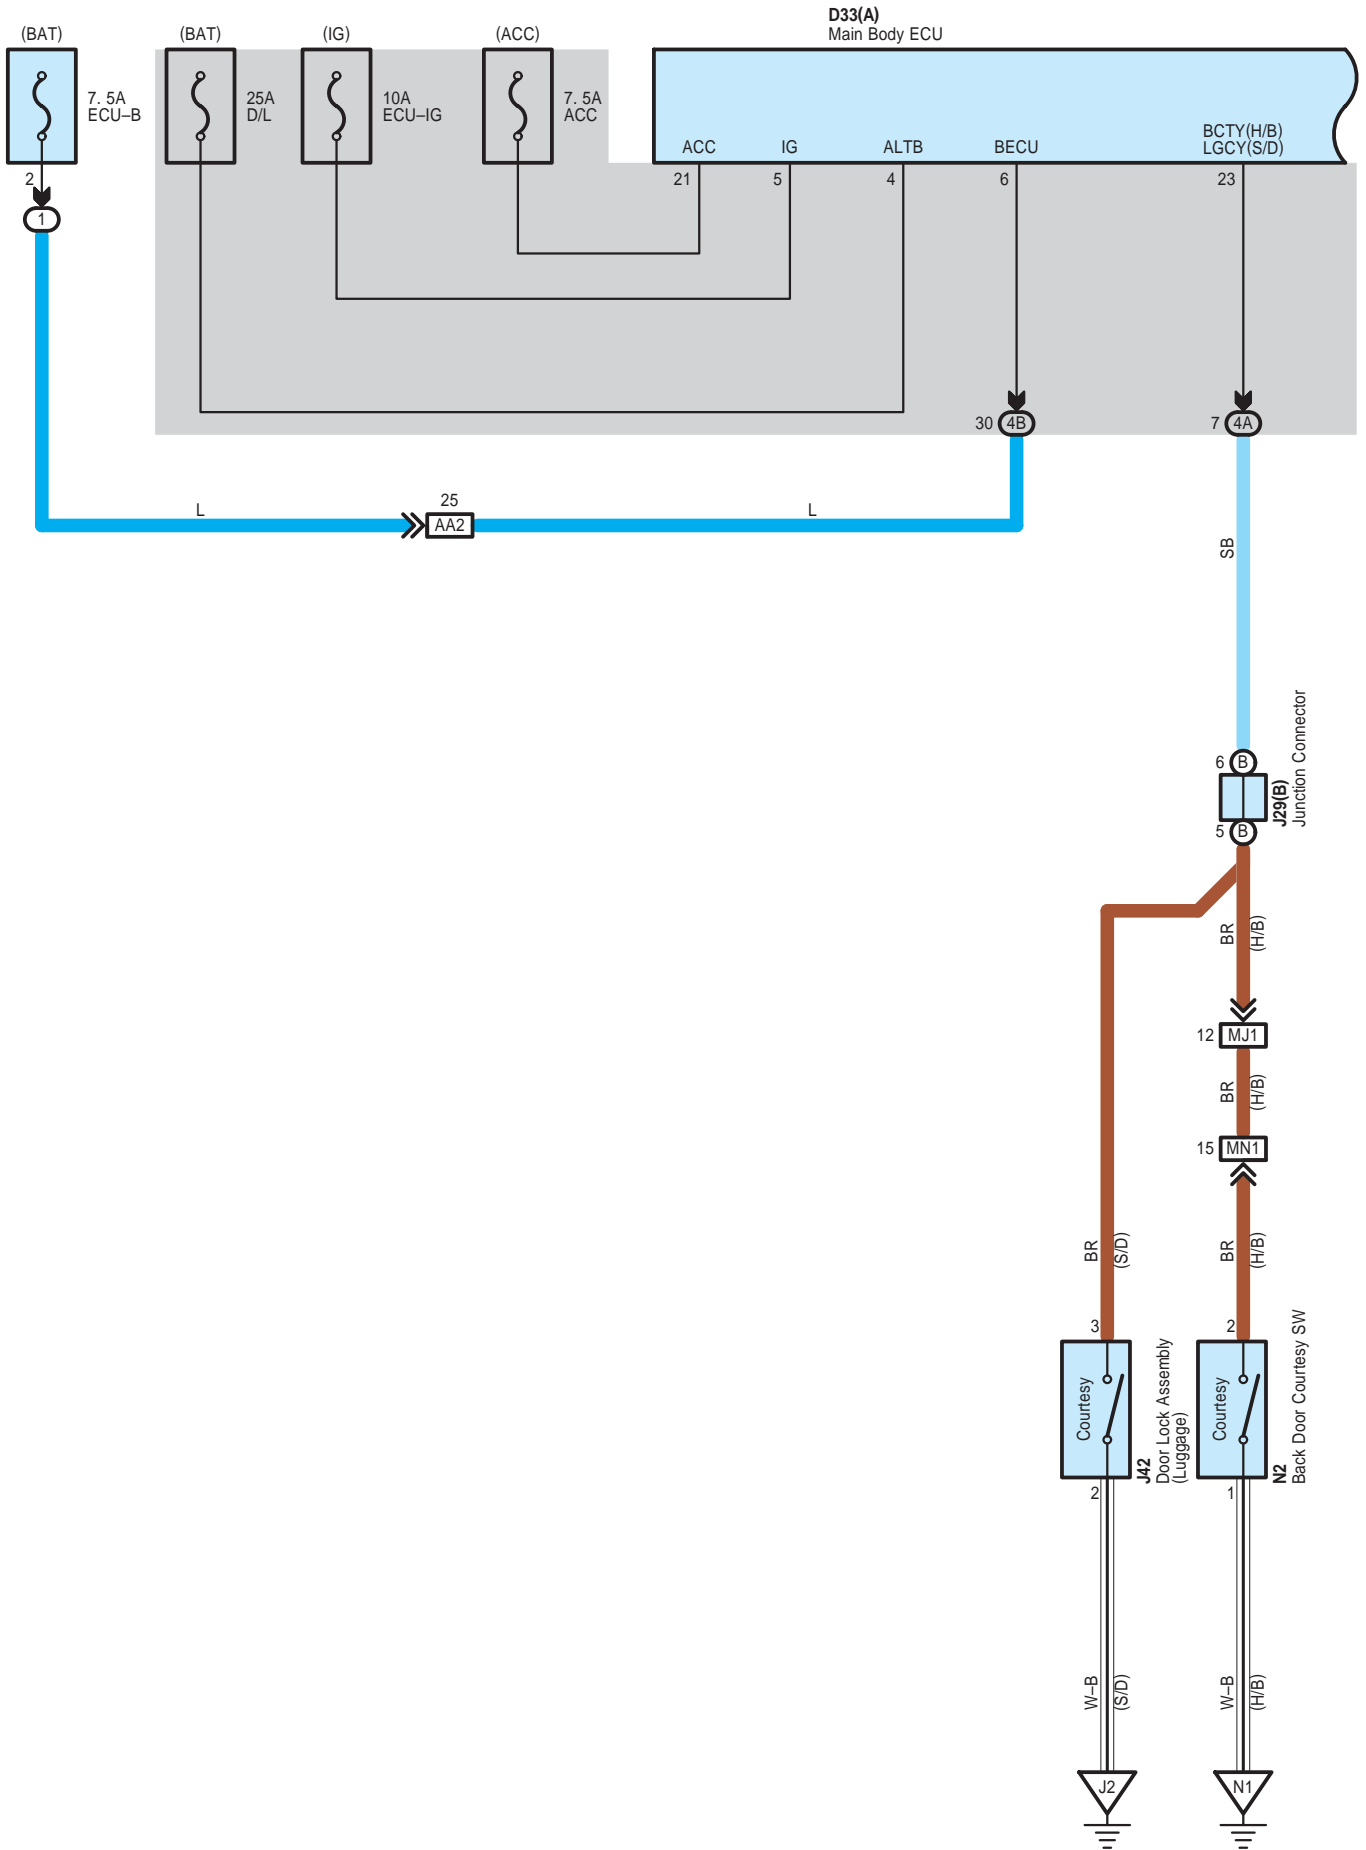 D33(A)
Main Body ECU
(BAT)
(BAT)
(IG)
(ACC)
7. 5A
ECU–B
25A
D/L
10A
ECU–IG
7. 5A
ACC
ACC
IG
ALTB
BECU
BCTY(H/B)
LGCY(S/D)
2
21
5
4
6
23
1
30
4B
7
4A
L
25
AA2
L
SB
6
B
J29(B)
Junction Connector
5
B
BR
(H/B)
12
MJ1
BR
(H/B)
15
MN1
BR
(S/D)
BR
(H/B)
3
2
Courtesy
J42
Door Lock Assembly
(Luggage)
Courtesy
N2
Back Door Courtesy SW
2
1
W–B
(S/D)
W–B
(H/B)
J2
N1